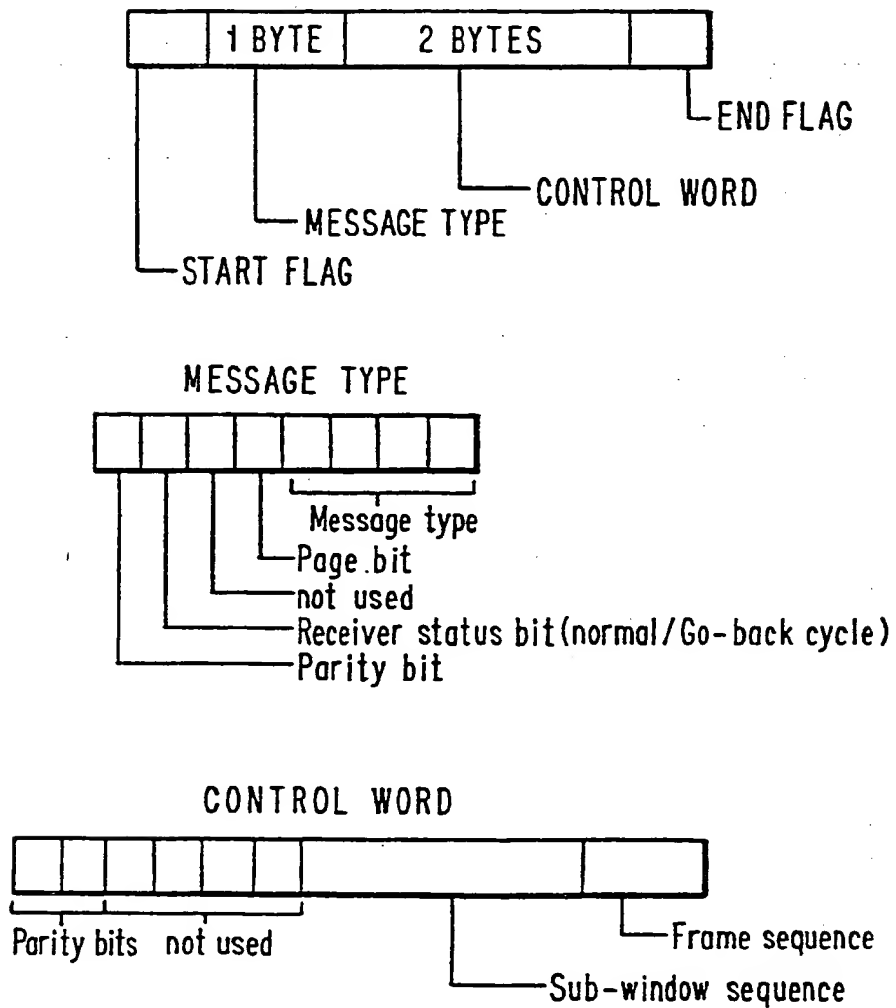 1 BYTE 2 BYTES
END FLAG
CONTROL WORD
MESSAGE TYPE
START FLAG
MESSAGE TYPE
Message type
Page.bit
not used
Receiver status bit(normal/Go-back cycle)
Parity bit
CONTROL WORD
Parity bits not used
Frame sequence
Sub-window sequence